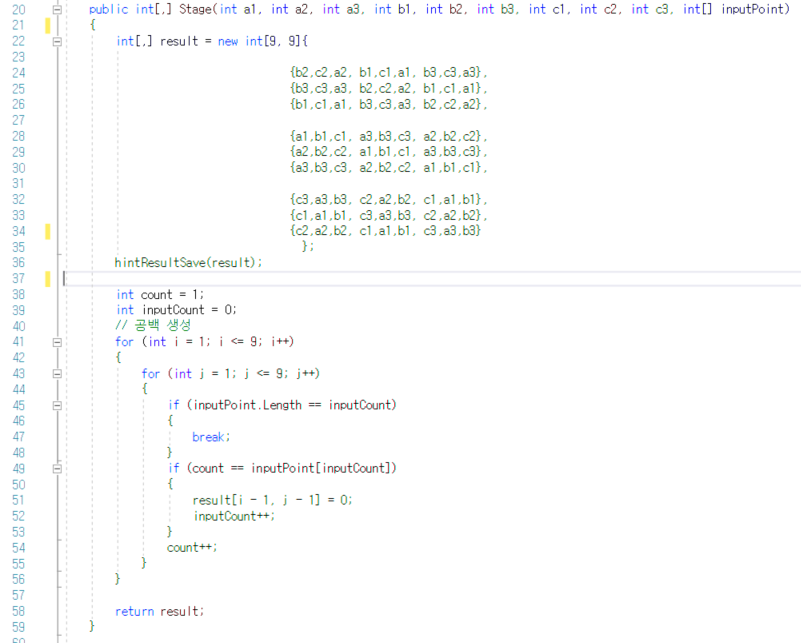 20 public int[,] Stage(int a1, int a2, int a3, int b1, int b2, int b3, int c1, int c2, int c3, int[] inputPoint)
21 {
22 int[,] result = new int[9, 9]{
23
24 {b2,c2,a2, b1,c1,a1, b3,c3,a3},
25 {b3,c3,a3, b2,c2,a2, b1,c1,a1},
26 {b1,c1,a1, b3,c3,a3, b2,c2,a2},
27
28 {a1,b1,c1, a3,b3,c3, a2,b2,c2},
29 {a2,b2,c2, a1,b1,c1, a3,b3,c3},
30 {a3,b3,c3, a2,b2,c2, a1,b1,c1},
31
32 {c3,a3,b3, c2,a2,b2, c1,a1,b1},
33 {c1,a1,b1, c3,a3,b3, c2,a2,b2},
34 {c2,a2,b2, c1,a1,b1, c3,a3,b3}
35 };
36 hintResultSave(result);
37
38 int count = 1;
39 int inputCount = 0;
40 // 공백 생성
41 for (int i = 1; i <= 9; i++)
42 {
43 for (int j = 1; j <= 9; j++)
44 {
45 if (inputPoint.Length == inputCount)
46 {
47 break;
48 }
49 if (count == inputPoint[inputCount])
50 {
51 result[i - 1, j - 1] = 0;
52 inputCount++;
53 }
54 count++;
55 }
56 }
57
58 return result;
59 }
60